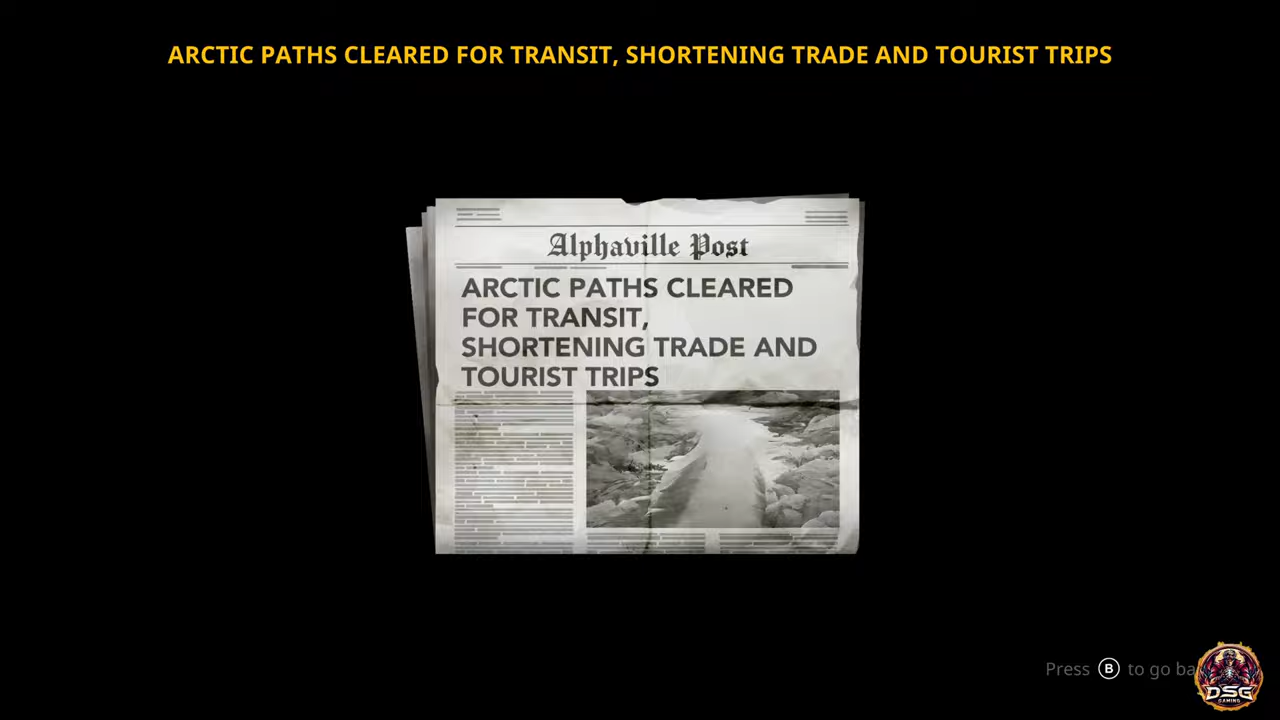 ARCTIC PATHS CLEARED FOR TRANSIT, SHORTENING TRADE AND TOURIST TRIPS
Alphaville Post
ARCTIC PATHS CLEARED
FOR TRANSIT,
SHORTENING TRADE AND
TOURIST TRIPS
Press B to go ba
DSG
GAMING